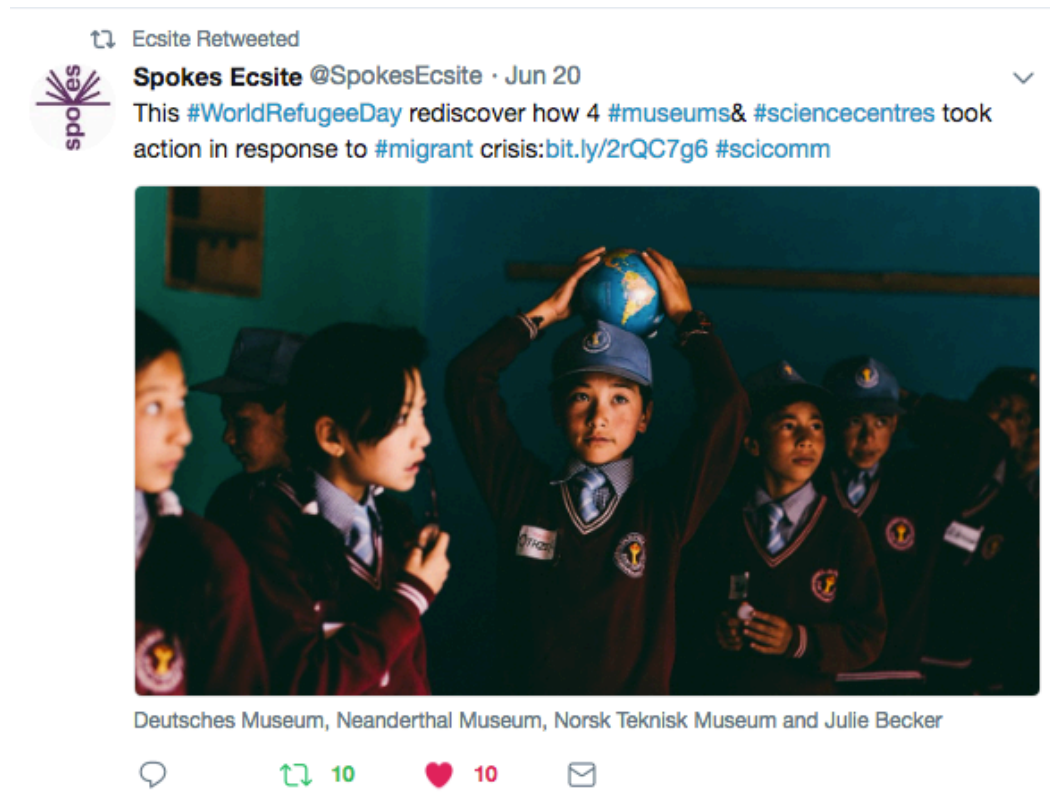 Ecsite Retweeted
Spokes Ecsite @SpokesEcsite · Jun 20
This #WorldRefugeeDay rediscover how 4 #museums& #sciencecentres took
action in response to #migrant crisis:bit.ly/2rQC7g6 #scicomm
spokes
Deutsches Museum, Neanderthal Museum, Norsk Teknisk Museum and Julie Becker
10 10